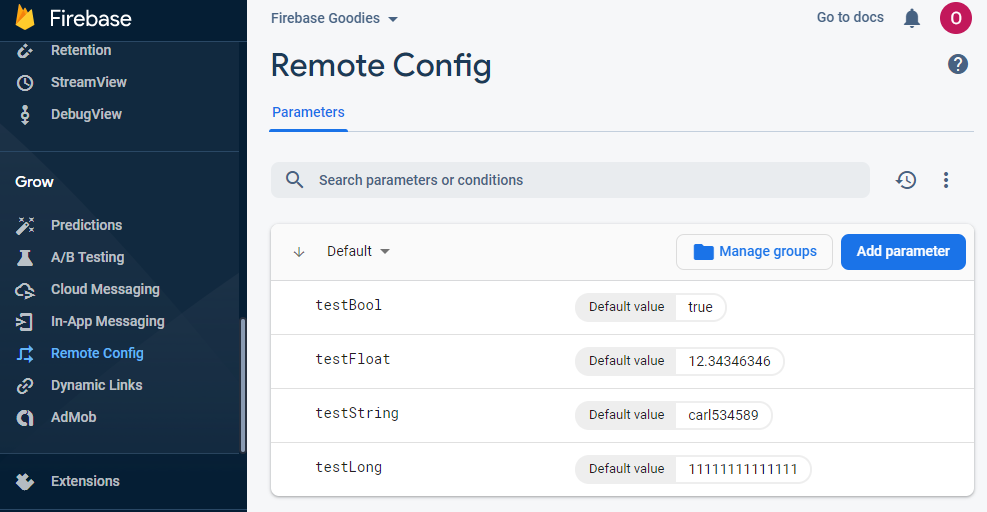 Firebase
Retention
StreamView
DebugView
Grow
Predictions
A/B Testing
Cloud Messaging
In-App Messaging
Remote Config
Dynamic Links
AdMob
Extensions
Firebase Goodies
Go to docs
O
Remote Config
?
Parameters
Search parameters or conditions
Default
Manage groups
Add parameter
testBool Default value true
testFloat Default value 12.34346346
testString Default value carl534589
testLong Default value 11111111111111